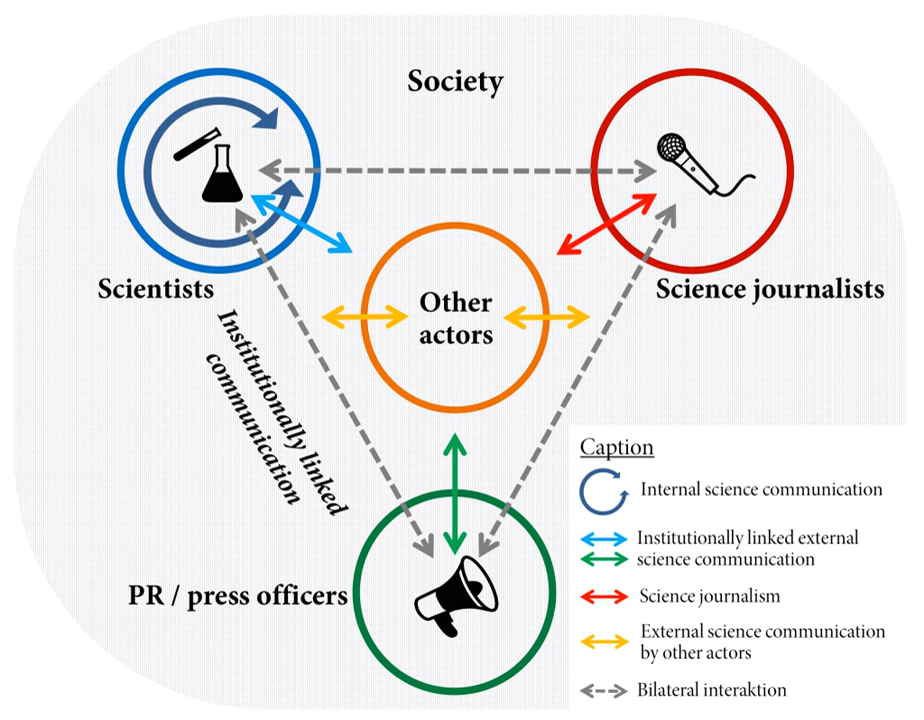 Society
Scientists
Science journalists
Other
actors
Institutionally linked
communication
PR / press officers
Caption
Internal science communication
Institutionally linked external
science communication
Science journalism
External science communication
by other actors
Bilateral interaktion